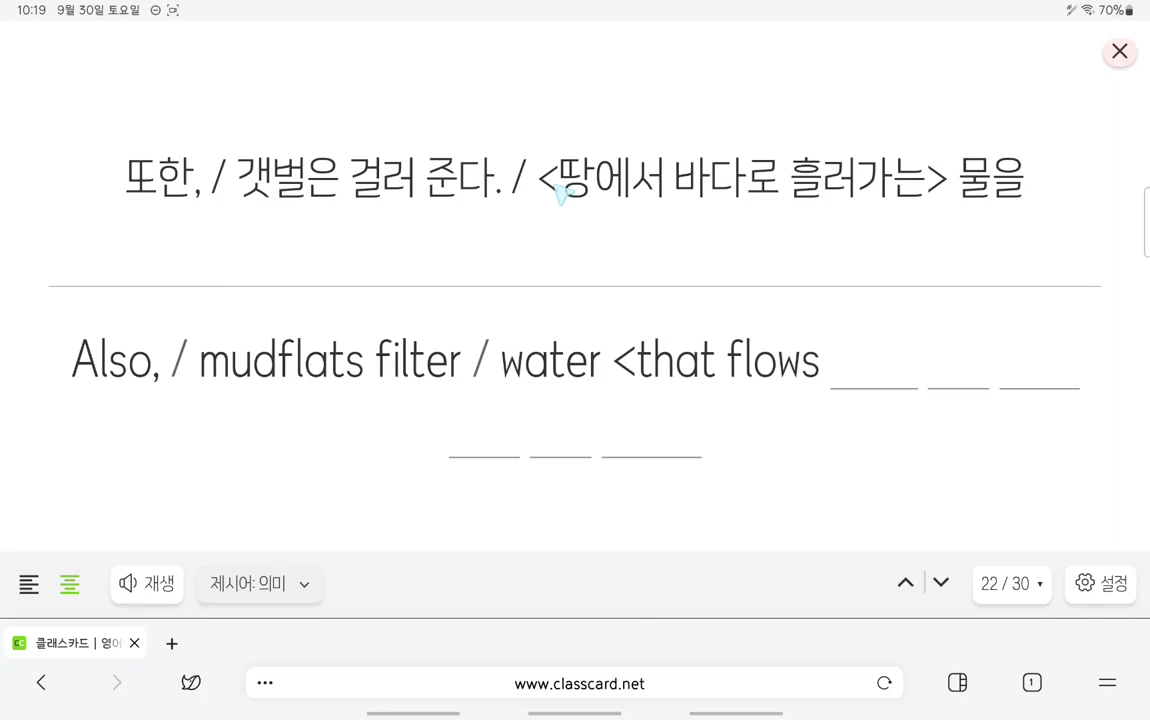 10:19 9월 30일 토요일
70%
또한, / 갯벌은 걸러 준다. / <땅에서 바다로 흘러가는> 물을
Also, / mudflats filter / water <that flows
재생
제시어: 의미
22 / 30
설정
클래스카드 | 영어
www.classcard.net
1